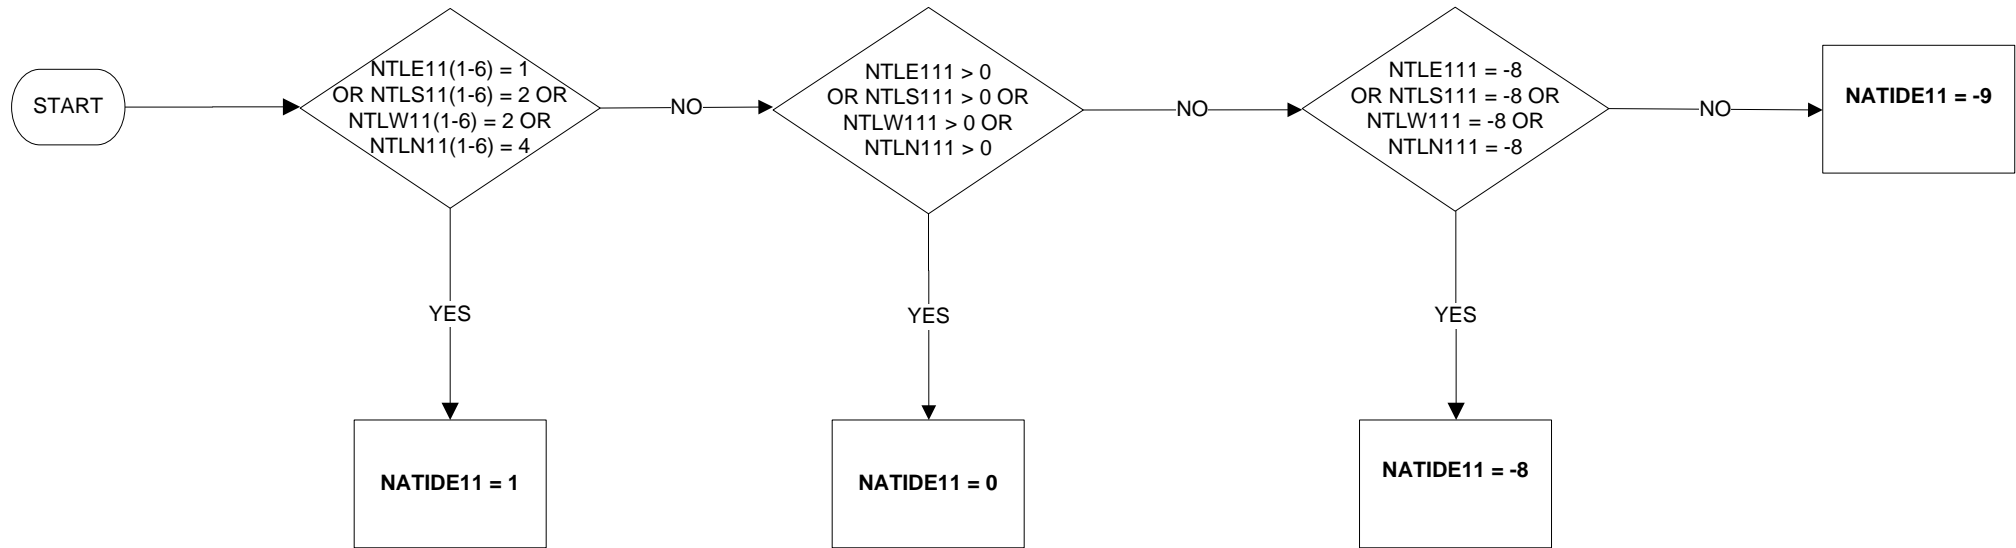 START
NTLE11(1-6) = 1
OR NTLS11(1-6) = 2 OR
NTLW11(1-6) = 2 OR
NTLN11(1-6) = 4
NO
NTLE111 > 0
OR NTLS111 > 0 OR
NTLW111 > 0 OR
NTLN111 > 0
NO
NTLE111 = -8
OR NTLS111 = -8 OR
NTLW111 = -8 OR
NTLN111 = -8
NO
NATIDE11 = -9
YES
YES
YES
NATIDE11 = 1
NATIDE11 = 0
NATIDE11 = -8